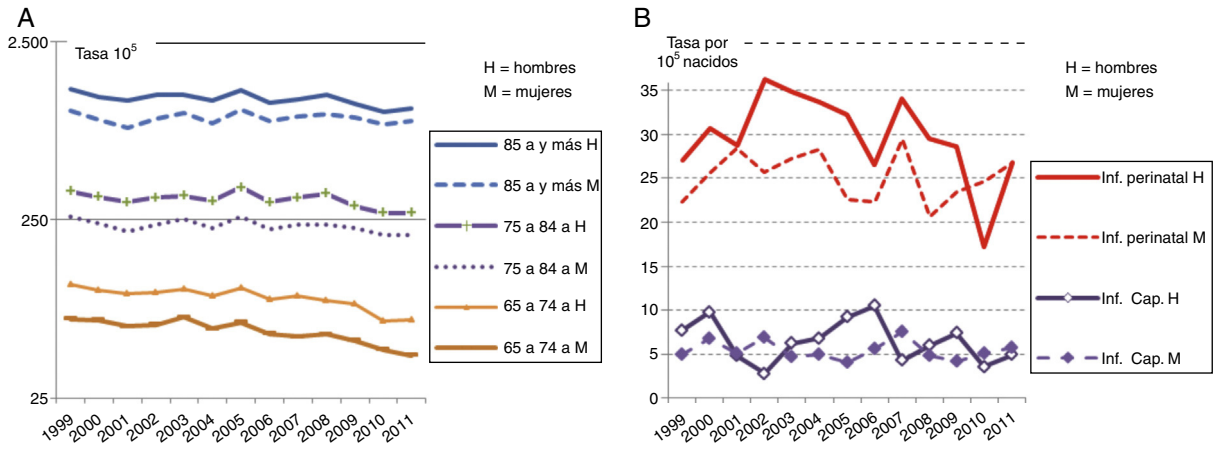 A
2.500
Tasa 10⁵
H = hombres
M = mujeres
85 a y más H
85 a y más M
75 a 84 a H
250
75 a 84 a M
65 a 74 a H
65 a 74 a M
25
1999 2000 2001 2002 2003 2004 2005 2006 2007 2008 2009 2010 2011
B
Tasa por
10⁵ nacidos
H = hombres
M = mujeres
35
30
25
20
15
10
5
0
Inf. perinatal H
Inf. perinatal M
Inf. Cap. H
Inf. Cap. M
1999 2000 2001 2002 2003 2004 2005 2006 2007 2008 2009 2010 2011